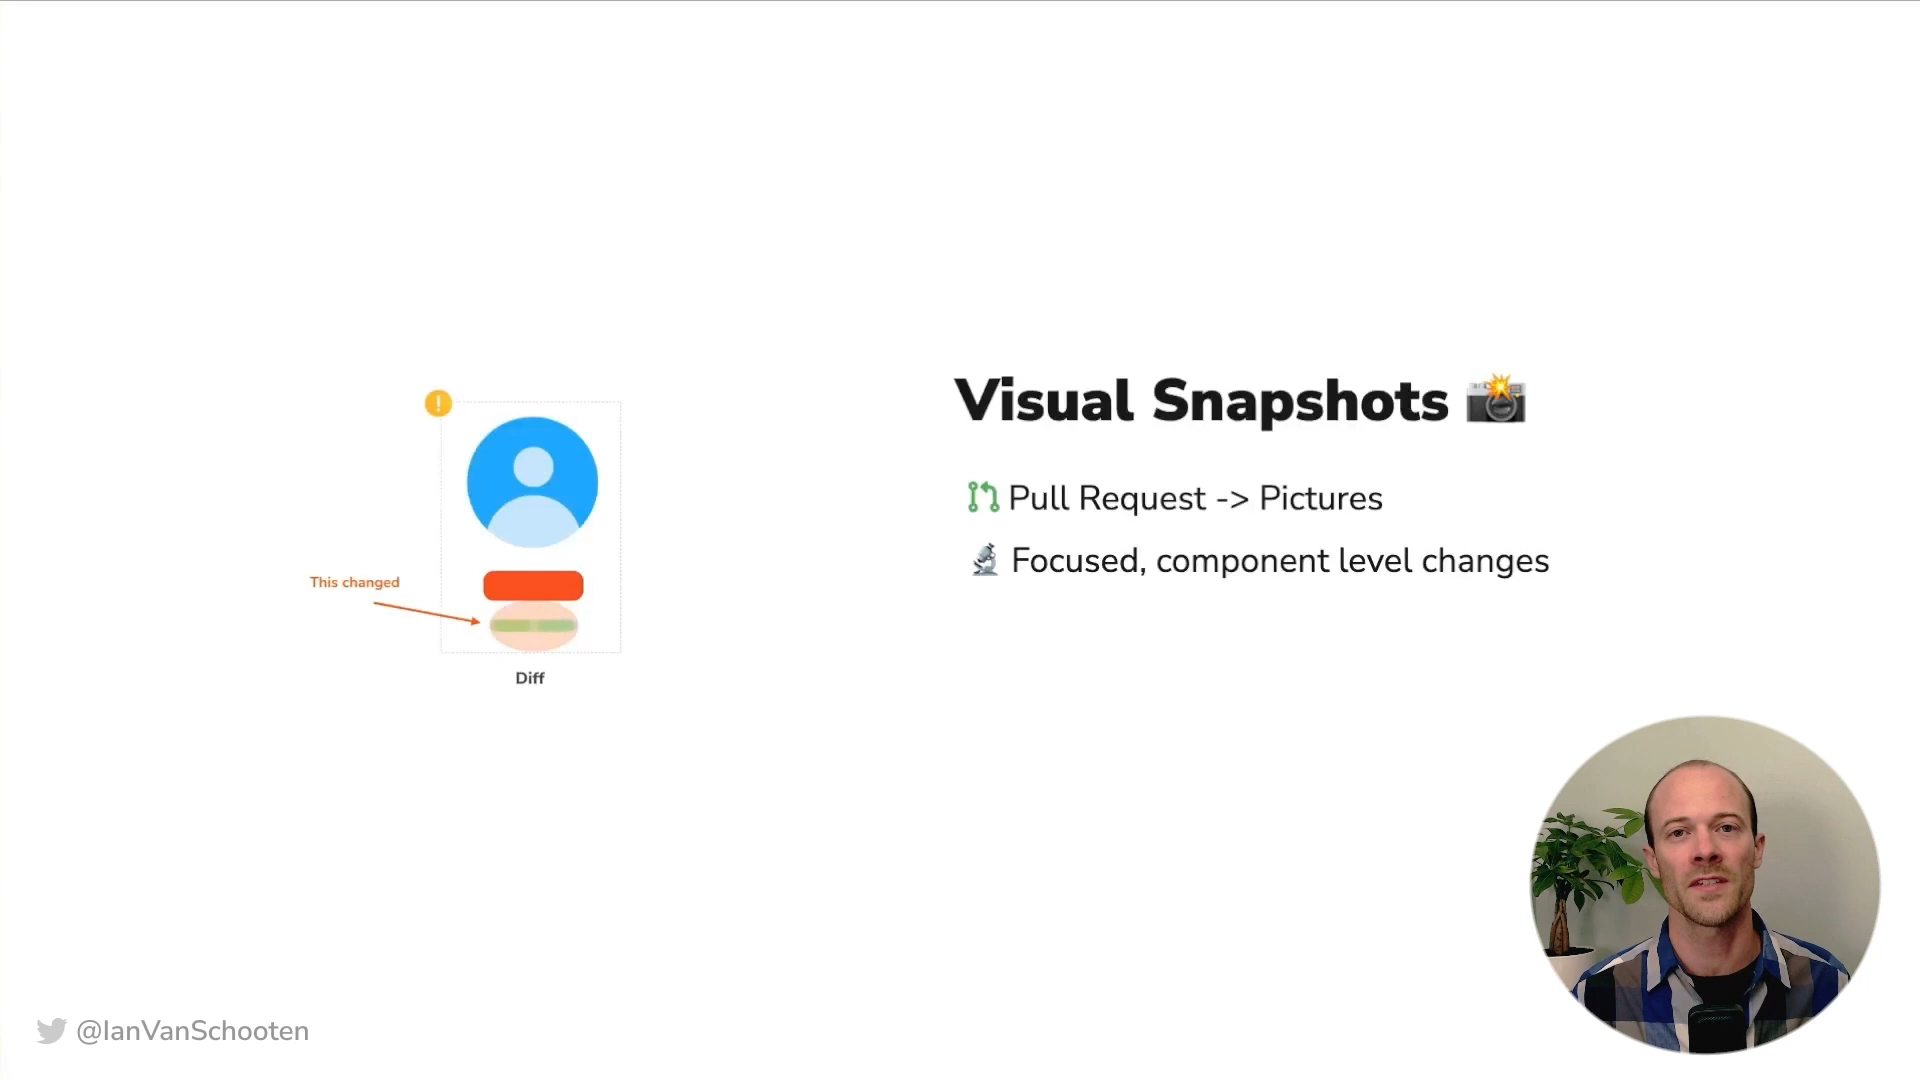 Visual Snapshots
Pull Request -> Pictures
Focused, component level changes
!
This changed
Diff
@IanVanSchooten